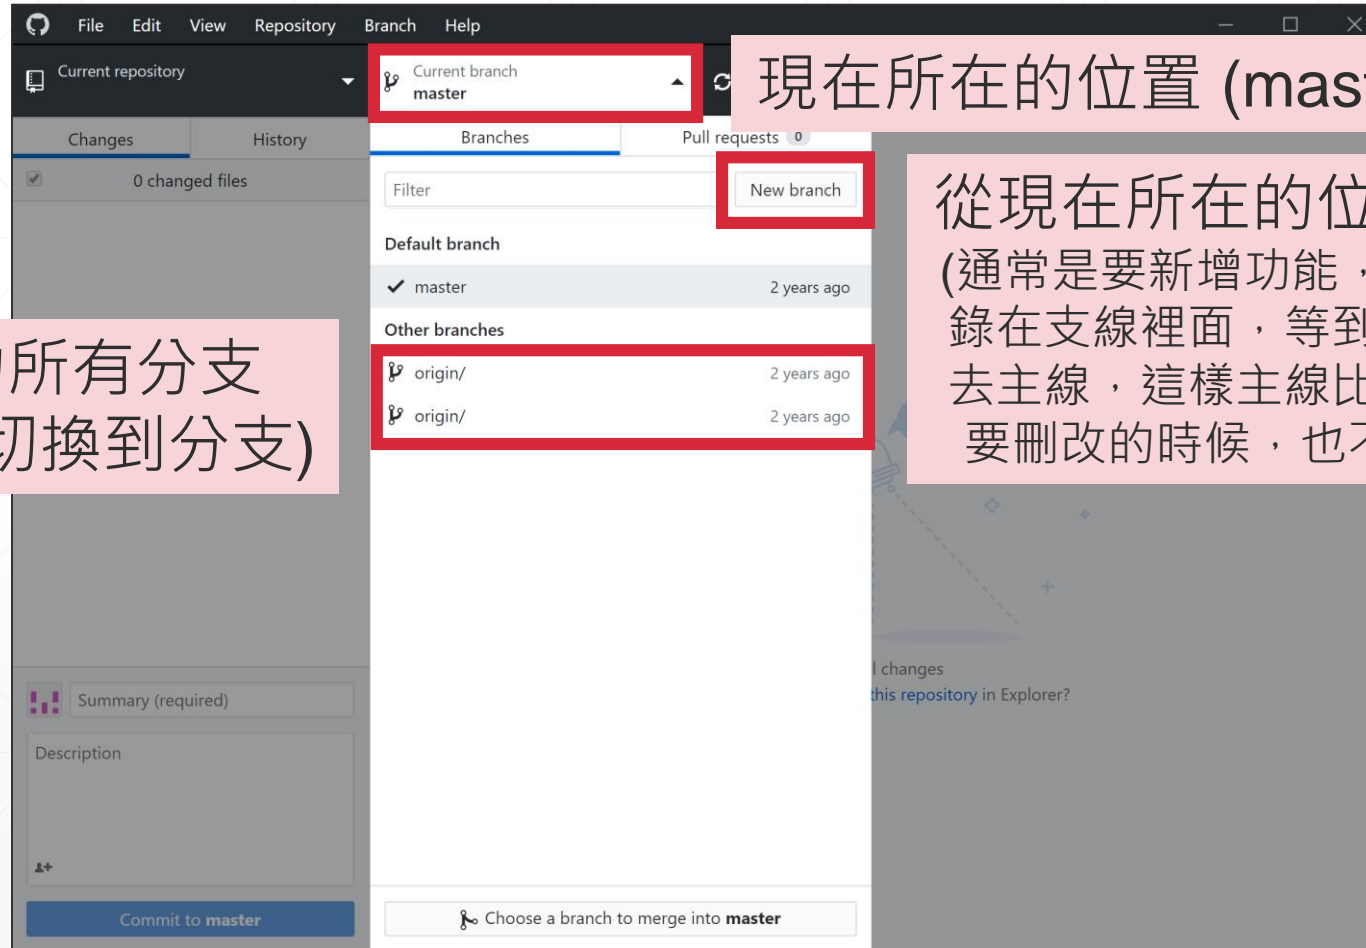 File Edit View Repository Branch Help
Current repository
Current branch
master
現在所在的位置 (mas
Changes History
Branches Pull requests 0
0 changed files
Filter New branch
從現在所在的位
(通常是要新增功能，
錄在支線裡面，等到
去主線，這樣主線比
要刪改的時候，也不
Default branch
master 2 years ago
Other branches
origin/ 2 years ago
origin/ 2 years ago
所有分支
切換到分支)
l changes
this repository in Explorer?
Summary (required)
Description
Commit to master
Choose a branch to merge into master